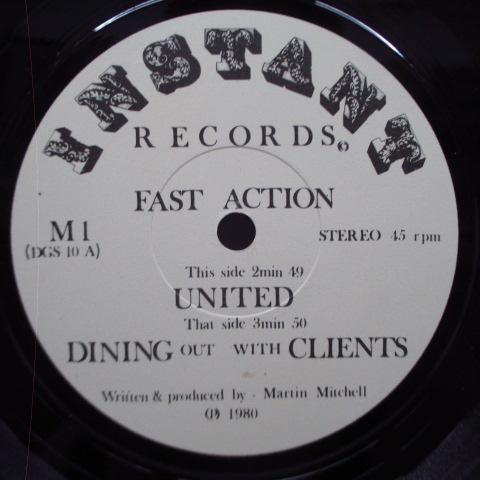 INSTANT
RECORDS
FAST ACTION
M1
(DGS 10 A)
STEREO 45 rpm
This side 2min 49
UNITED
That side 3min 50
DINING OUT WITH CLIENTS
Written & produced by - Martin Mitchell
(P) 1980